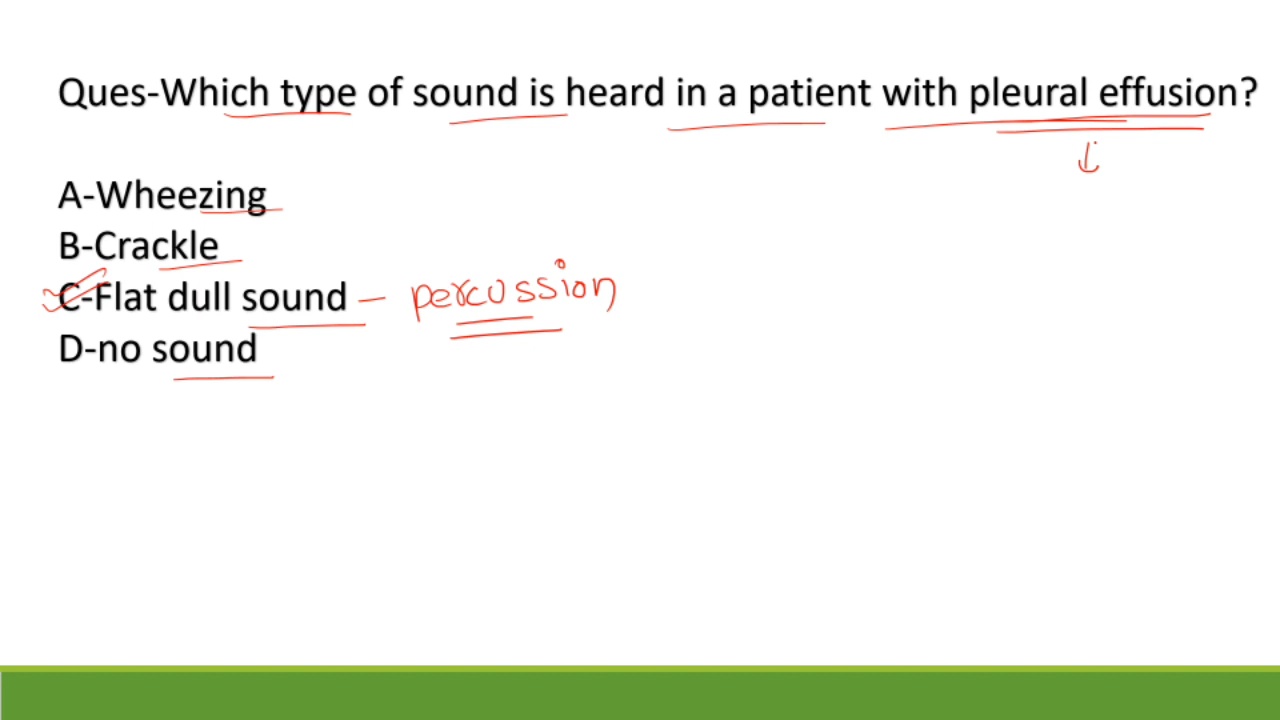 Ques-Which type of sound is heard in a patient with pleural effusion?
A-Wheezing
B-Crackle
C-Flat dull sound - percussion
D-no sound